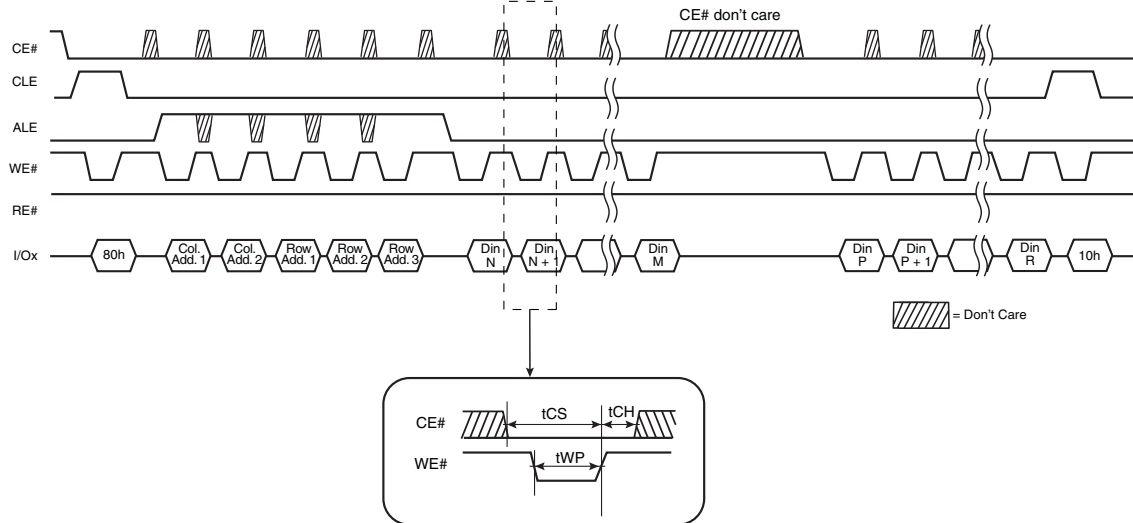 CE# don't care
CE#
CLE
ALE
WE#
RE#
I/Ox
80h
Col.
Add. 1
Col.
Add. 2
Row
Add. 1
Row
Add. 2
Row
Add. 3
Din
N
Din
N + 1
Din
M
Din
P
Din
P + 1
Din
R
10h
= Don't Care
CE#
tCS
tCH
WE#
tWP